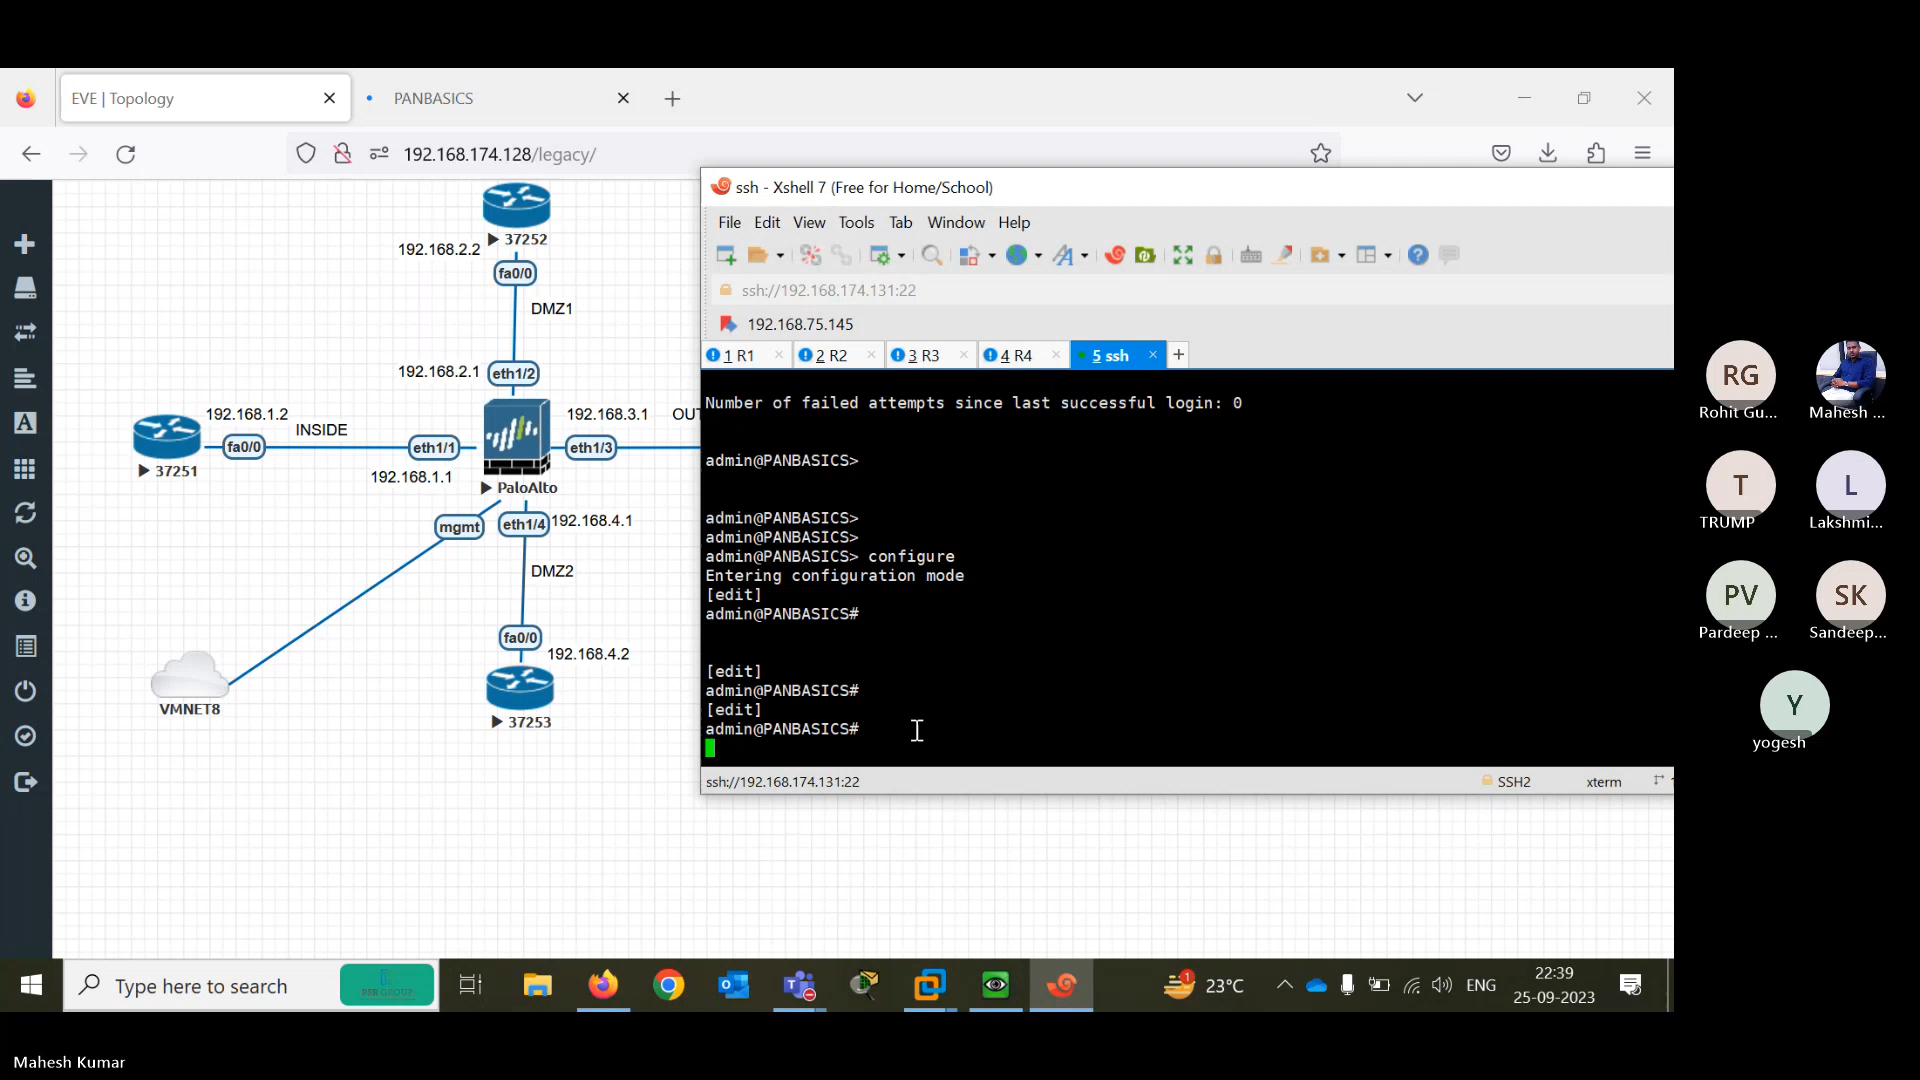 EVE | Topology
PANBASICS
192.168.174.128/legacy/
37252
192.168.2.2
fa0/0
DMZ1
192.168.2.1
eth1/2
192.168.1.2
INSIDE
fa0/0
eth1/1
192.168.3.1
OU
eth1/3
37251
192.168.1.1
PaloAlto
mgmt
eth1/4
192.168.4.1
DMZ2
fa0/0
192.168.4.2
VMNET8
37253
ssh - Xshell 7 (Free for Home/School)
File Edit View Tools Tab Window Help
ssh://192.168.174.131:22
192.168.75.145
1 R1
2 R2
3 R3
4 R4
5 ssh
Number of failed attempts since last successful login: 0
admin@PANBASICS>
admin@PANBASICS>
admin@PANBASICS>
admin@PANBASICS> configure
Entering configuration mode
[edit]
admin@PANBASICS#
[edit]
admin@PANBASICS#
[edit]
admin@PANBASICS#
ssh://192.168.174.131:22
SSH2
xterm
RG
Rohit Gu...
Mahesh ...
T
TRUMP
L
Lakshmi...
PV
Pardeep ...
SK
Sandeep...
Y
yogesh
Type here to search
1
23°C
ENG
22:39
25-09-2023
Mahesh Kumar